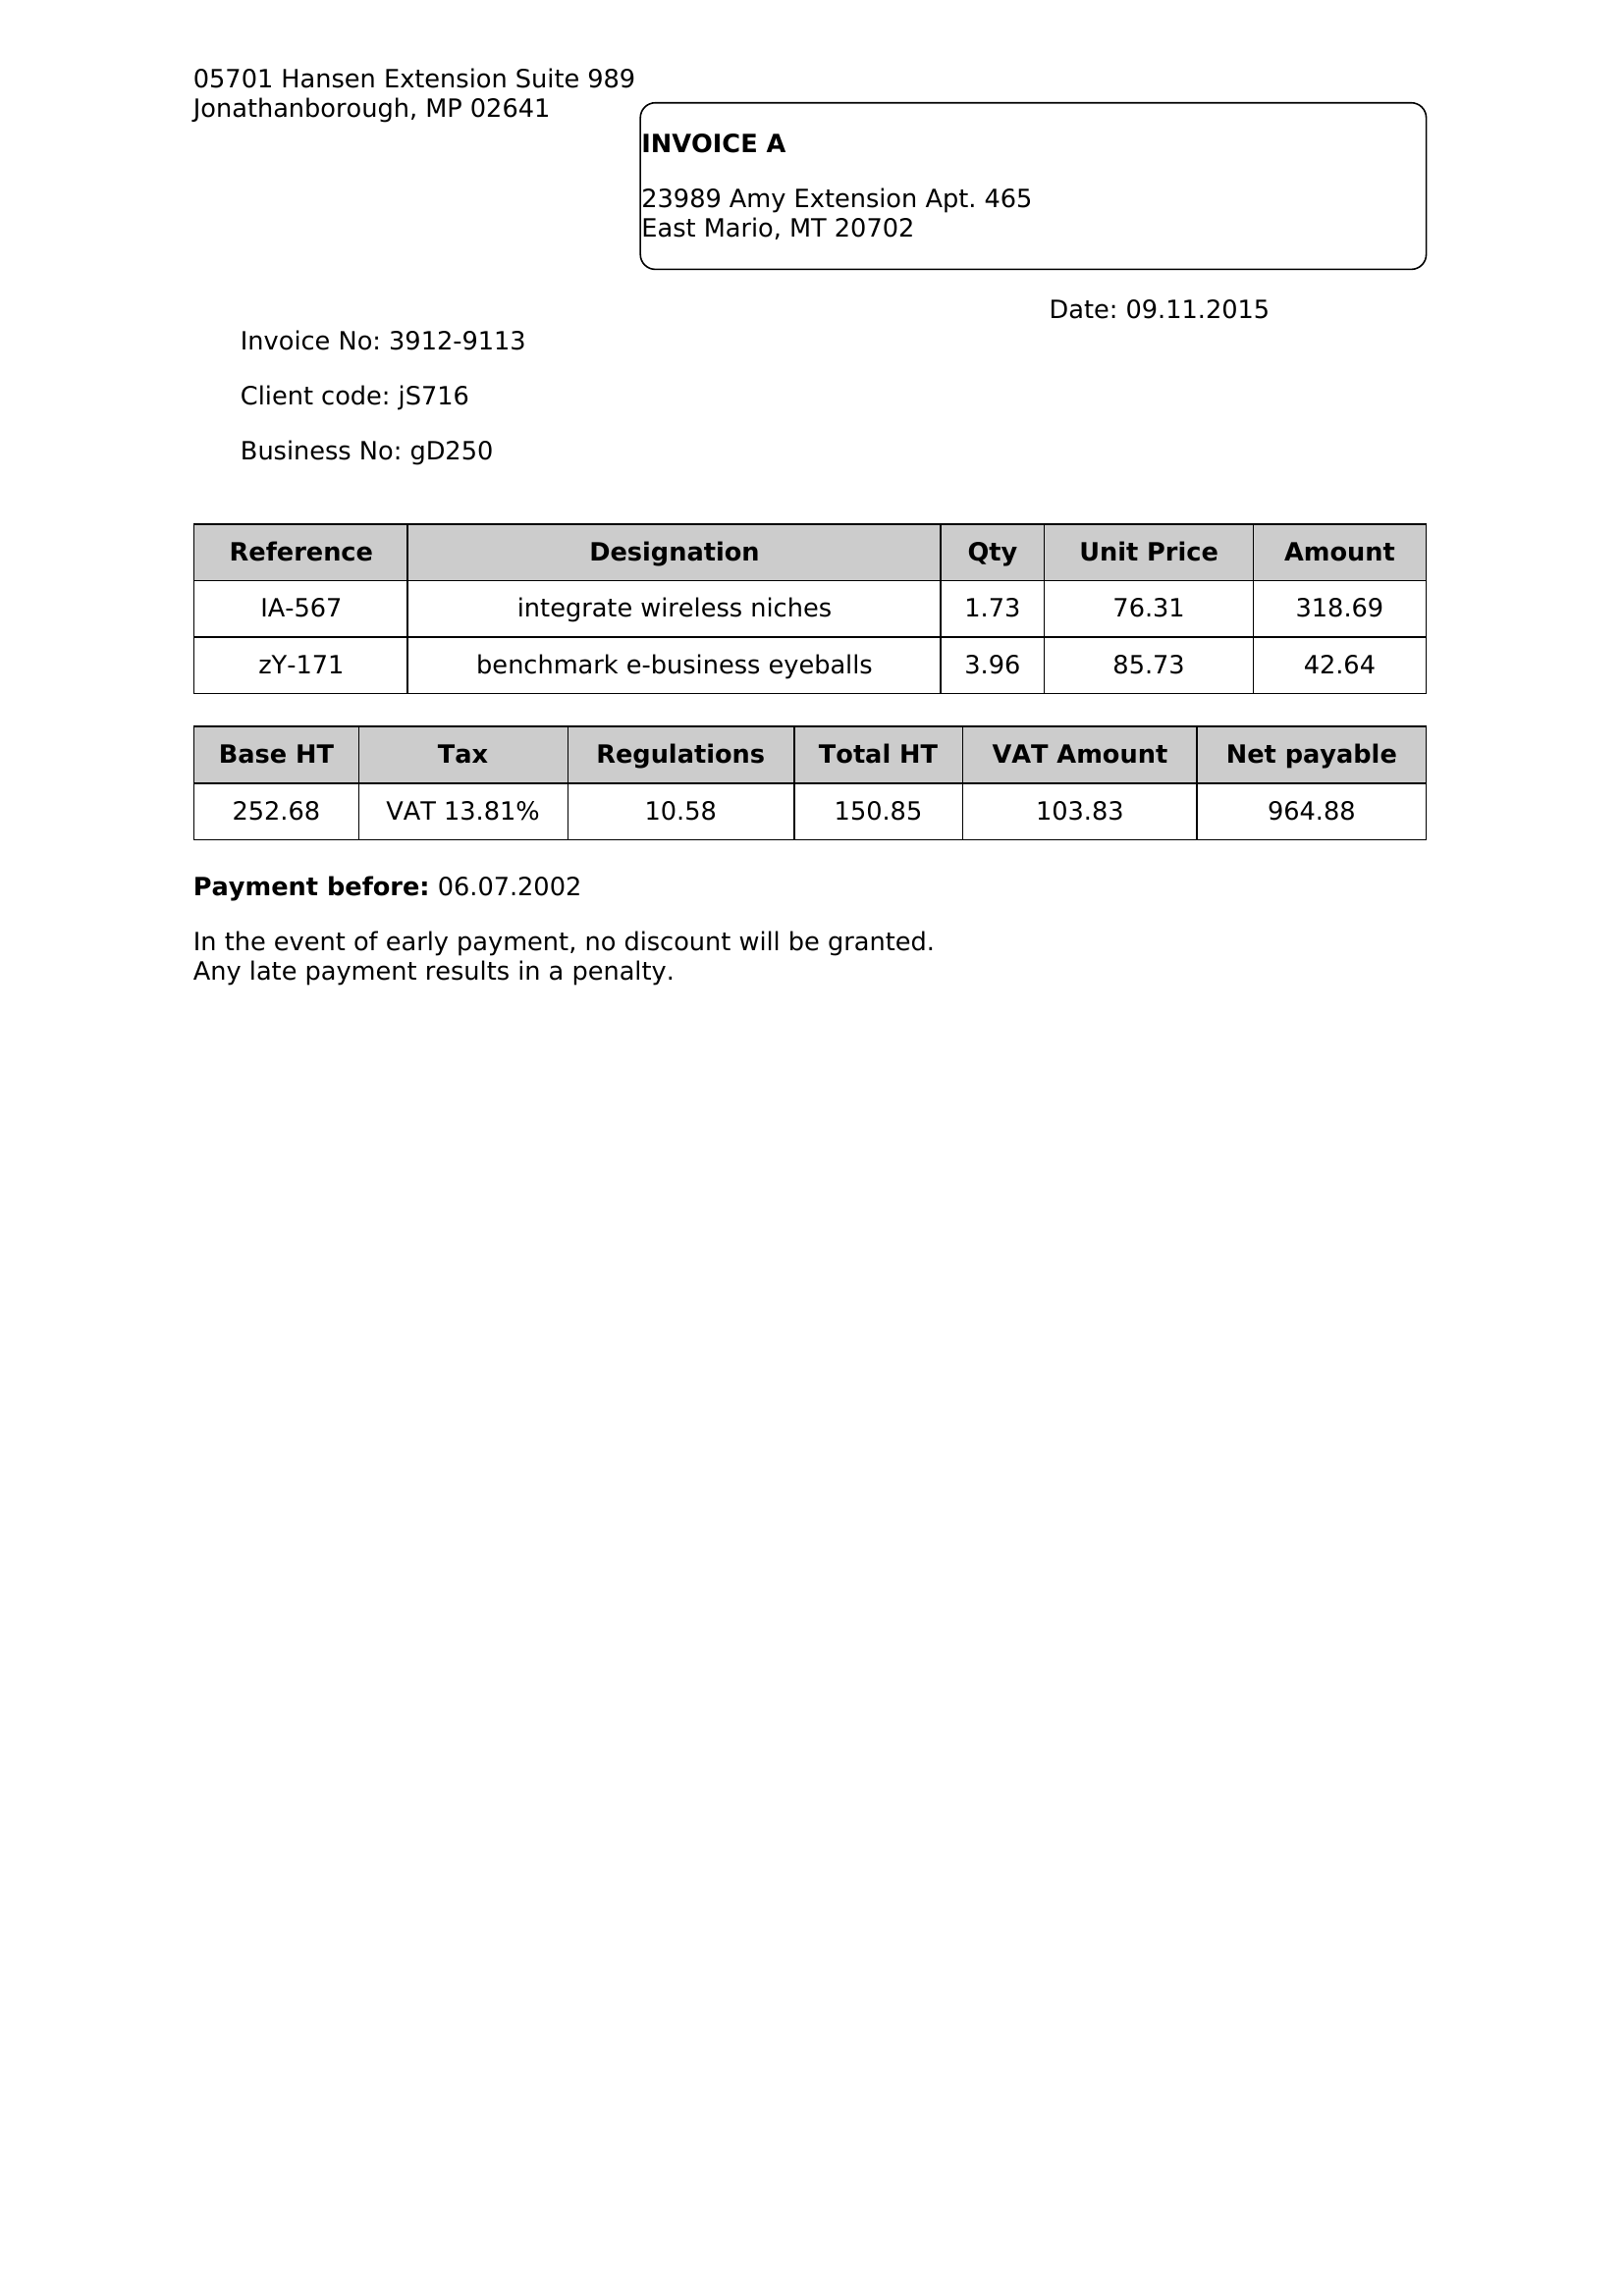 05701 Hansen Extension Suite 989
Jonathanborough, MP 02641
INVOICE A
23989 Amy Extension Apt. 465
East Mario, MT 20702
Date: 09.11.2015
Invoice No: 3912-9113
Client code: jS716
Business No: gD250
Reference Designation Qty Unit Price Amount
IA-567 integrate wireless niches 1.73 76.31 318.69
zY-171 benchmark e-business eyeballs 3.96 85.73 42.64
Base HT Tax Regulations Total HT VAT Amount Net payable
252.68 VAT 13.81% 10.58 150.85 103.83 964.88
Payment before: 06.07.2002
In the event of early payment, no discount will be granted.
Any late payment results in a penalty.